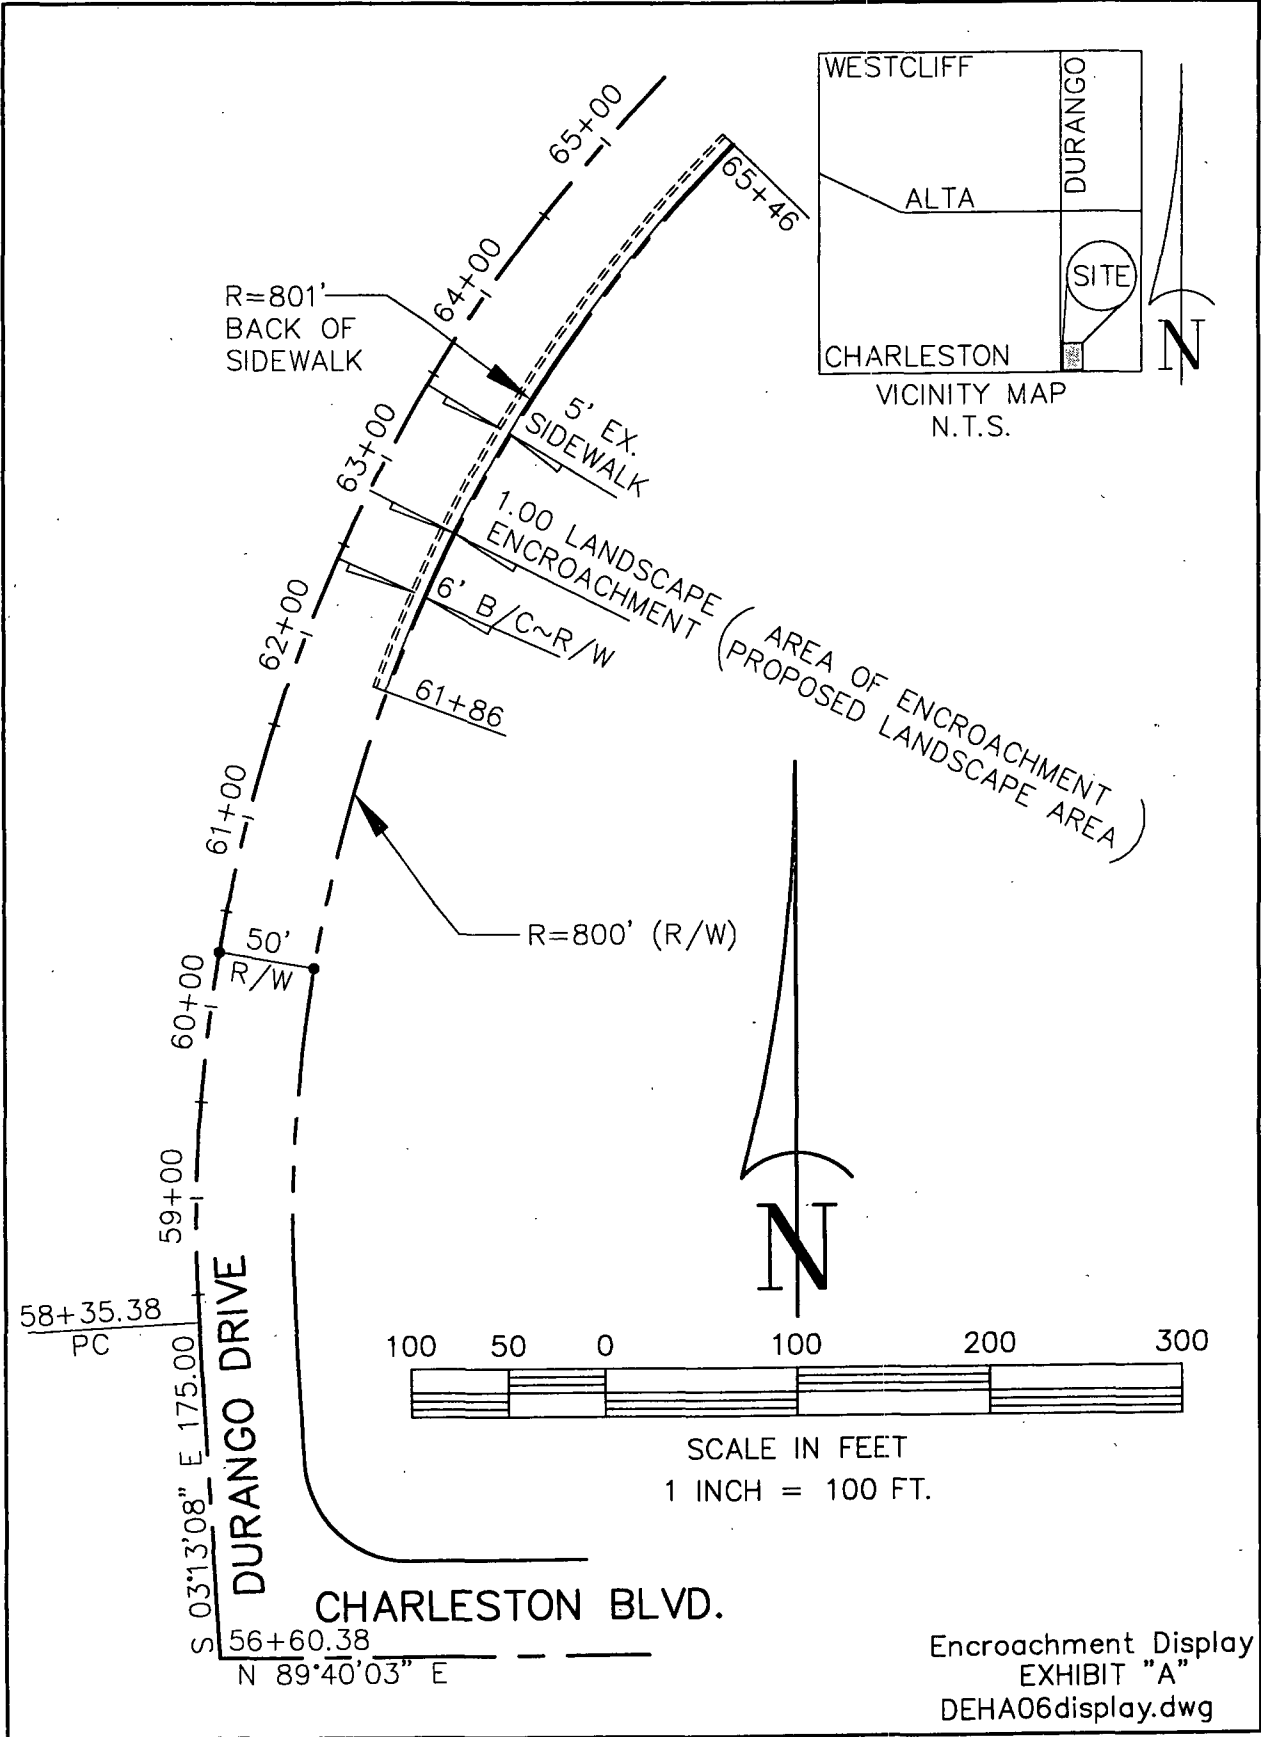 WESTCLIFF
DURANGO
ALTA
SITE
CHARLESTON
N
VICINITY MAP
N.T.S.
65+00
65+46
64+00
R=801'
BACK OF
SIDEWALK
5' EX.
SIDEWALK
63+00
1.00 LANDSCAPE
ENCROACHMENT
( AREA OF ENCROACHMENT
PROPOSED LANDSCAPE AREA )
6' B/C~R/W
62+00
61+86
61+00
R=800' (R/W)
50'
R/W
60+00
59+00
N
58+35.38
PC
DURANGO DRIVE
S 03°13'08" E 175.00
100 50 0 100 200 300
SCALE IN FEET
1 INCH = 100 FT.
CHARLESTON BLVD.
56+60.38
N 89°40'03" E
Encroachment Display
EXHIBIT "A"
DEHA06display.dwg